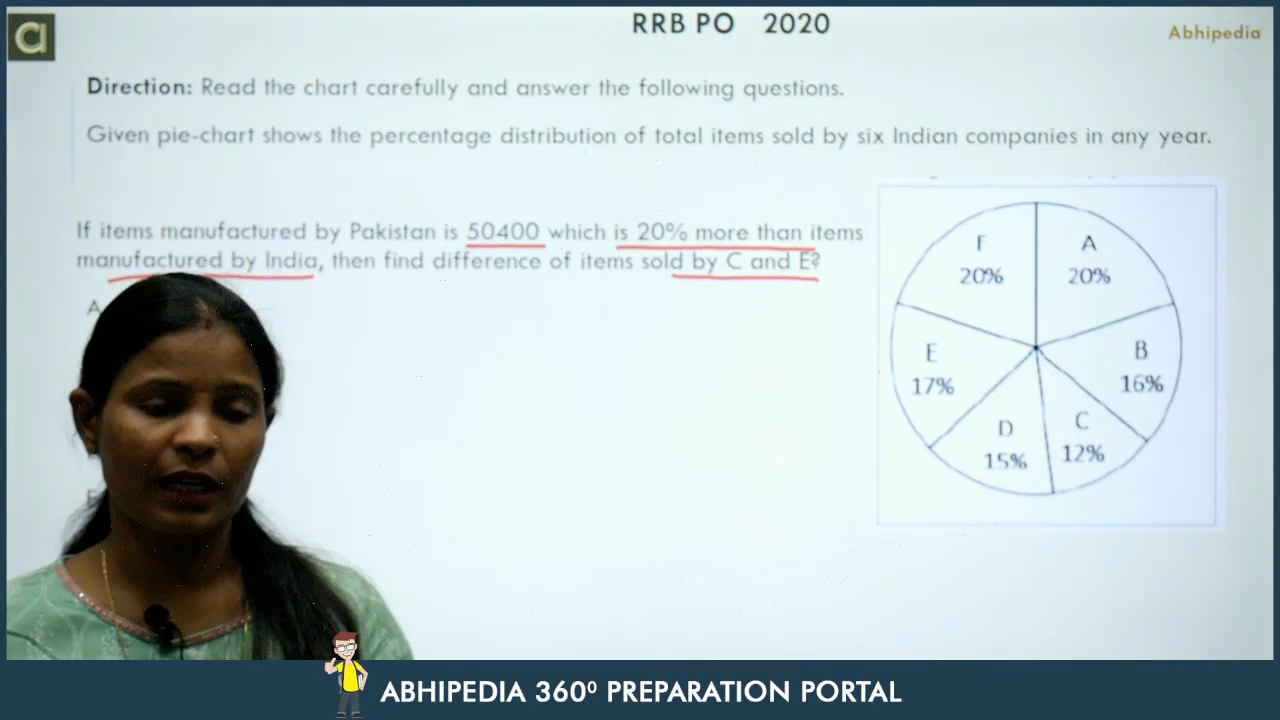 RRB PO 2020
Abhipedia
Direction: Read the chart carefully and answer the following questions.
Given pie-chart shows the percentage distribution of total items sold by six Indian companies in any year.
If items manufactured by Pakistan is 50400 which is 20% more than items
manufactured by India, then find difference of items sold by C and E?
A
F
20%
A
20%
E
17%
B
16%
D
15%
C
12%
ABHIPEDIA 360⁰ PREPARATION PORTAL